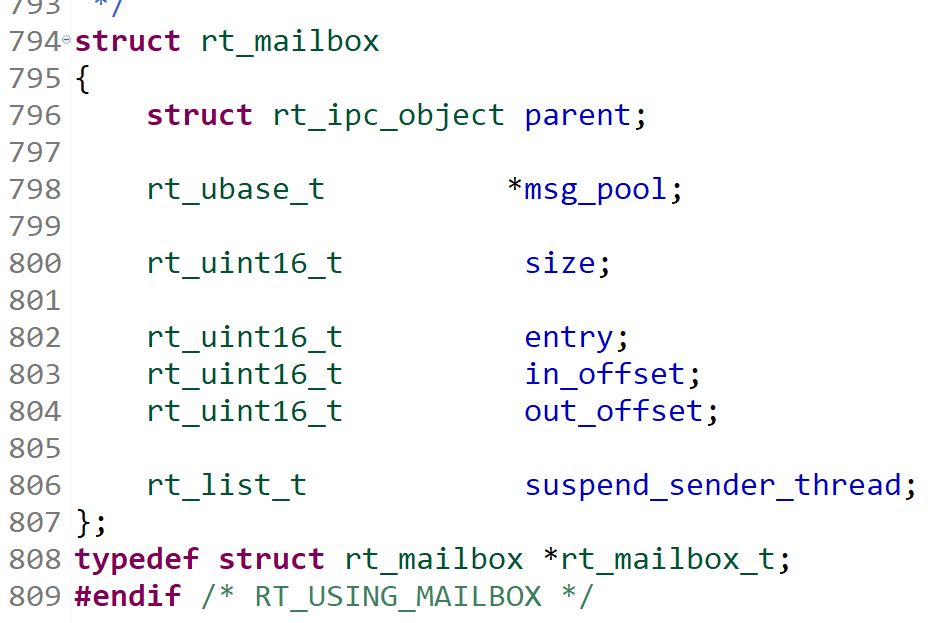 793  */
794 struct rt_mailbox
795 {
796     struct rt_ipc_object parent;
797
798     rt_ubase_t          *msg_pool;
799
800     rt_uint16_t          size;
801
802     rt_uint16_t          entry;
803     rt_uint16_t          in_offset;
804     rt_uint16_t          out_offset;
805
806     rt_list_t            suspend_sender_thread;
807 };
808 typedef struct rt_mailbox *rt_mailbox_t;
809 #endif /* RT_USING_MAILBOX */